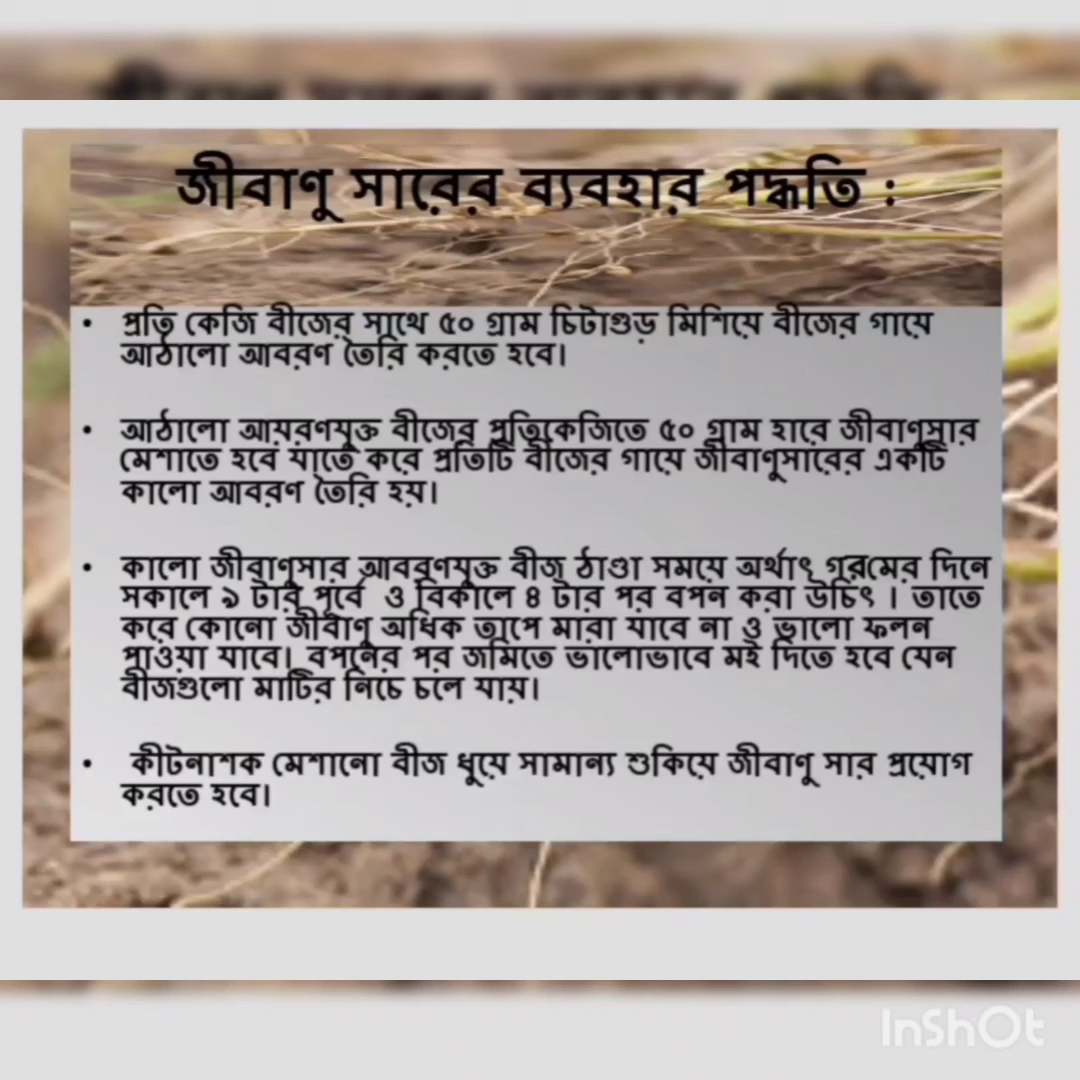 জীবাণু সারের ব্যবহার পদ্ধতি :
• প্রতি কেজি বীজের সাথে ৫০ গ্রাম চিটাগুড় মিশিয়ে বীজের গায়ে
আঠালো আবরণ তৈরি করতে হবে।
• আঠালো আযরণযুক্ত বীজের প্রতিকেজিতে ৫০ গ্রাম হারে জীবাণুসার
মেশাতে হবে যাতে করে প্রতিটি বীজের গায়ে জীবাণুসারের একটি
কালো আবরণ তৈরি হয়।
• কালো জীবাণুসার আবরণযুক্ত বীজ ঠাণ্ডা সময়ে অর্থাৎ গরমের দিনে
সকালে ৯ টার পূর্বে ও বিকালে ৪ টার পর বপন করা উচিৎ । তাতে
করে কোনো জীবাণু অধিক তাপে মারা যাবে না ও ভালো ফলন
পাওয়া যাবে। বপনের পর জমিতে ভালোভাবে মই দিতে হবে যেন
বীজগুলো মাটির নিচে চলে যায়।
• কীটনাশক মেশানো বীজ ধুয়ে সামান্য শুকিয়ে জীবাণু সার প্রয়োগ
করতে হবে।
InShOt